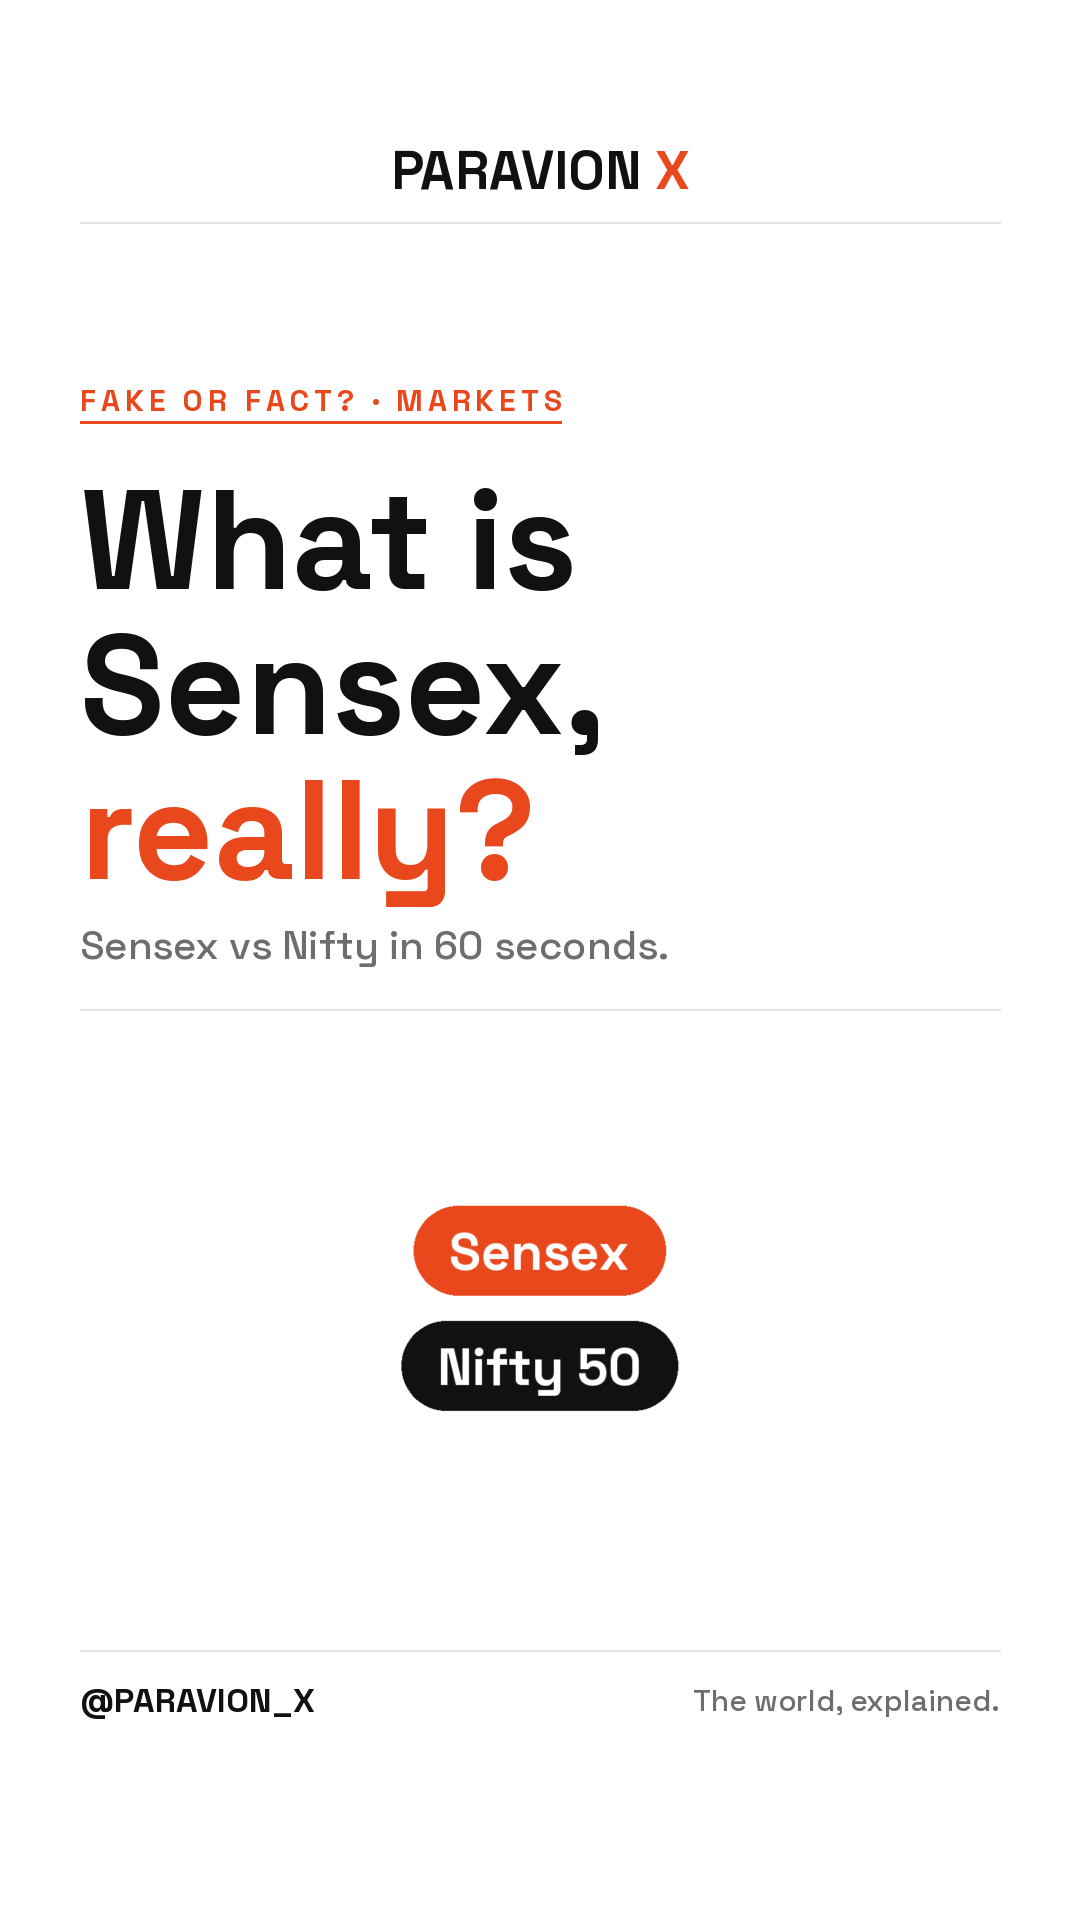 PARAVION X
FAKE OR FACT? · MARKETS
What is
Sensex,
really?
Sensex vs Nifty in 60 seconds.
Sensex
Nifty 50
@PARAVION_X
The world, explained.